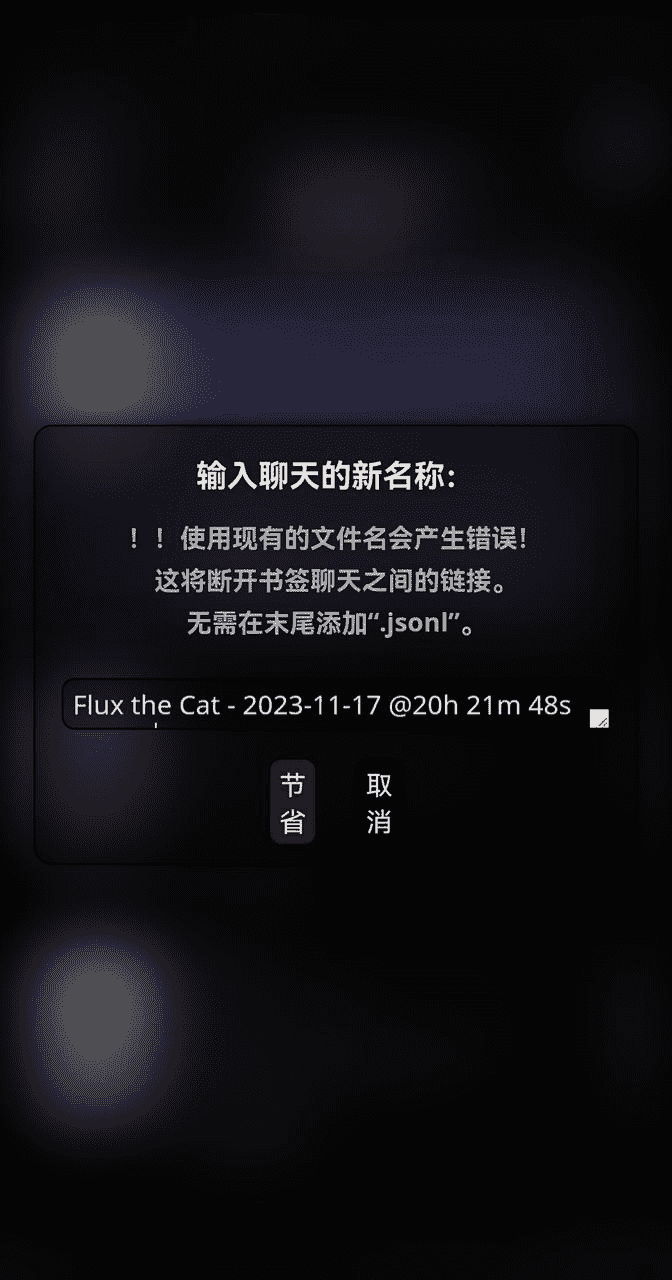 输入聊天的新名称:
！！使用现有的文件名会产生错误!
这将断开书签聊天之间的链接。
无需在末尾添加“.jsonl”。
Flux the Cat - 2023-11-17 @20h 21m 48s
节省
取消